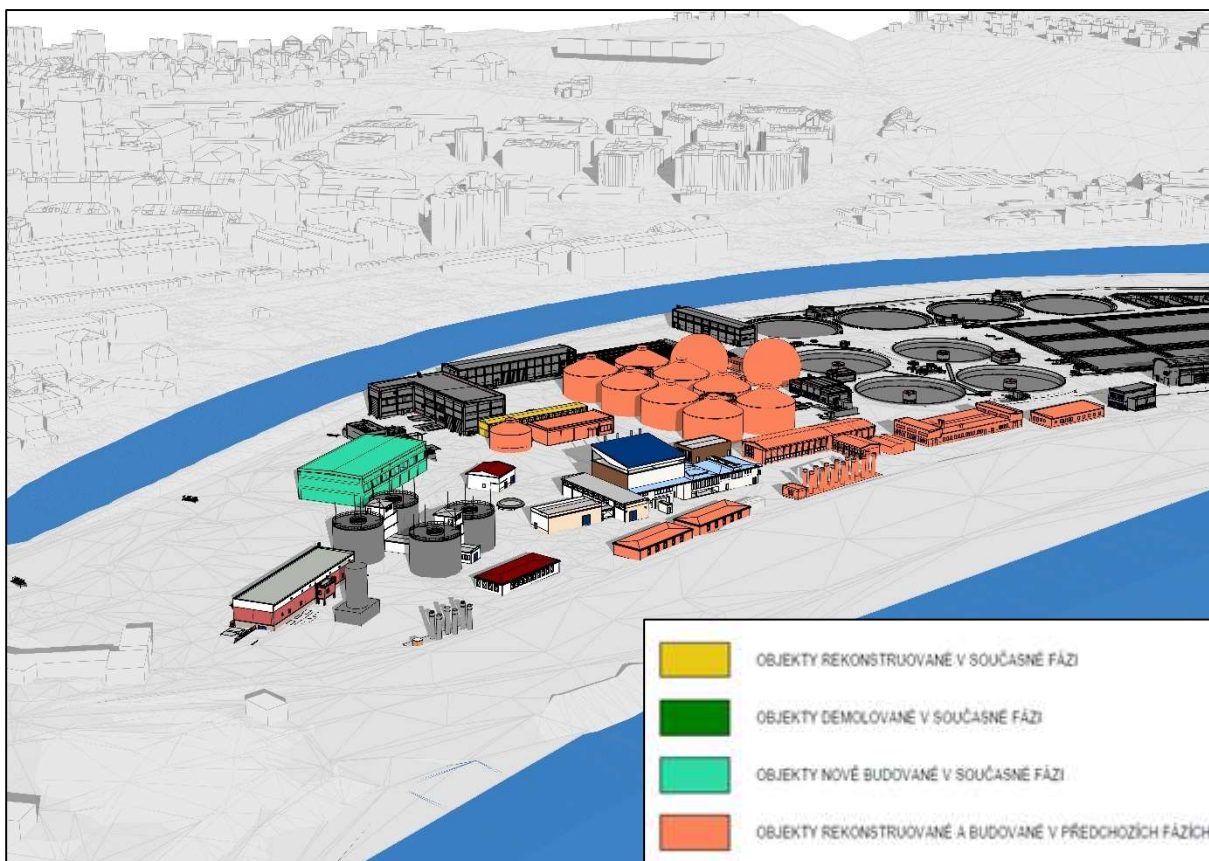 OBJEKTY REKONSTRUOVANÉ V SOUČASNÉ FÁZI
OBJEKTY DEMOLOVANÉ V SOUČASNÉ FÁZI
OBJEKTY NOVĚ BUDOVANÉ V SOUČASNÉ FÁZI
OBJEKTY REKONSTRUOVANÉ A BUDOVANÉ V PŘEDCHOZÍCH FÁZÍCH